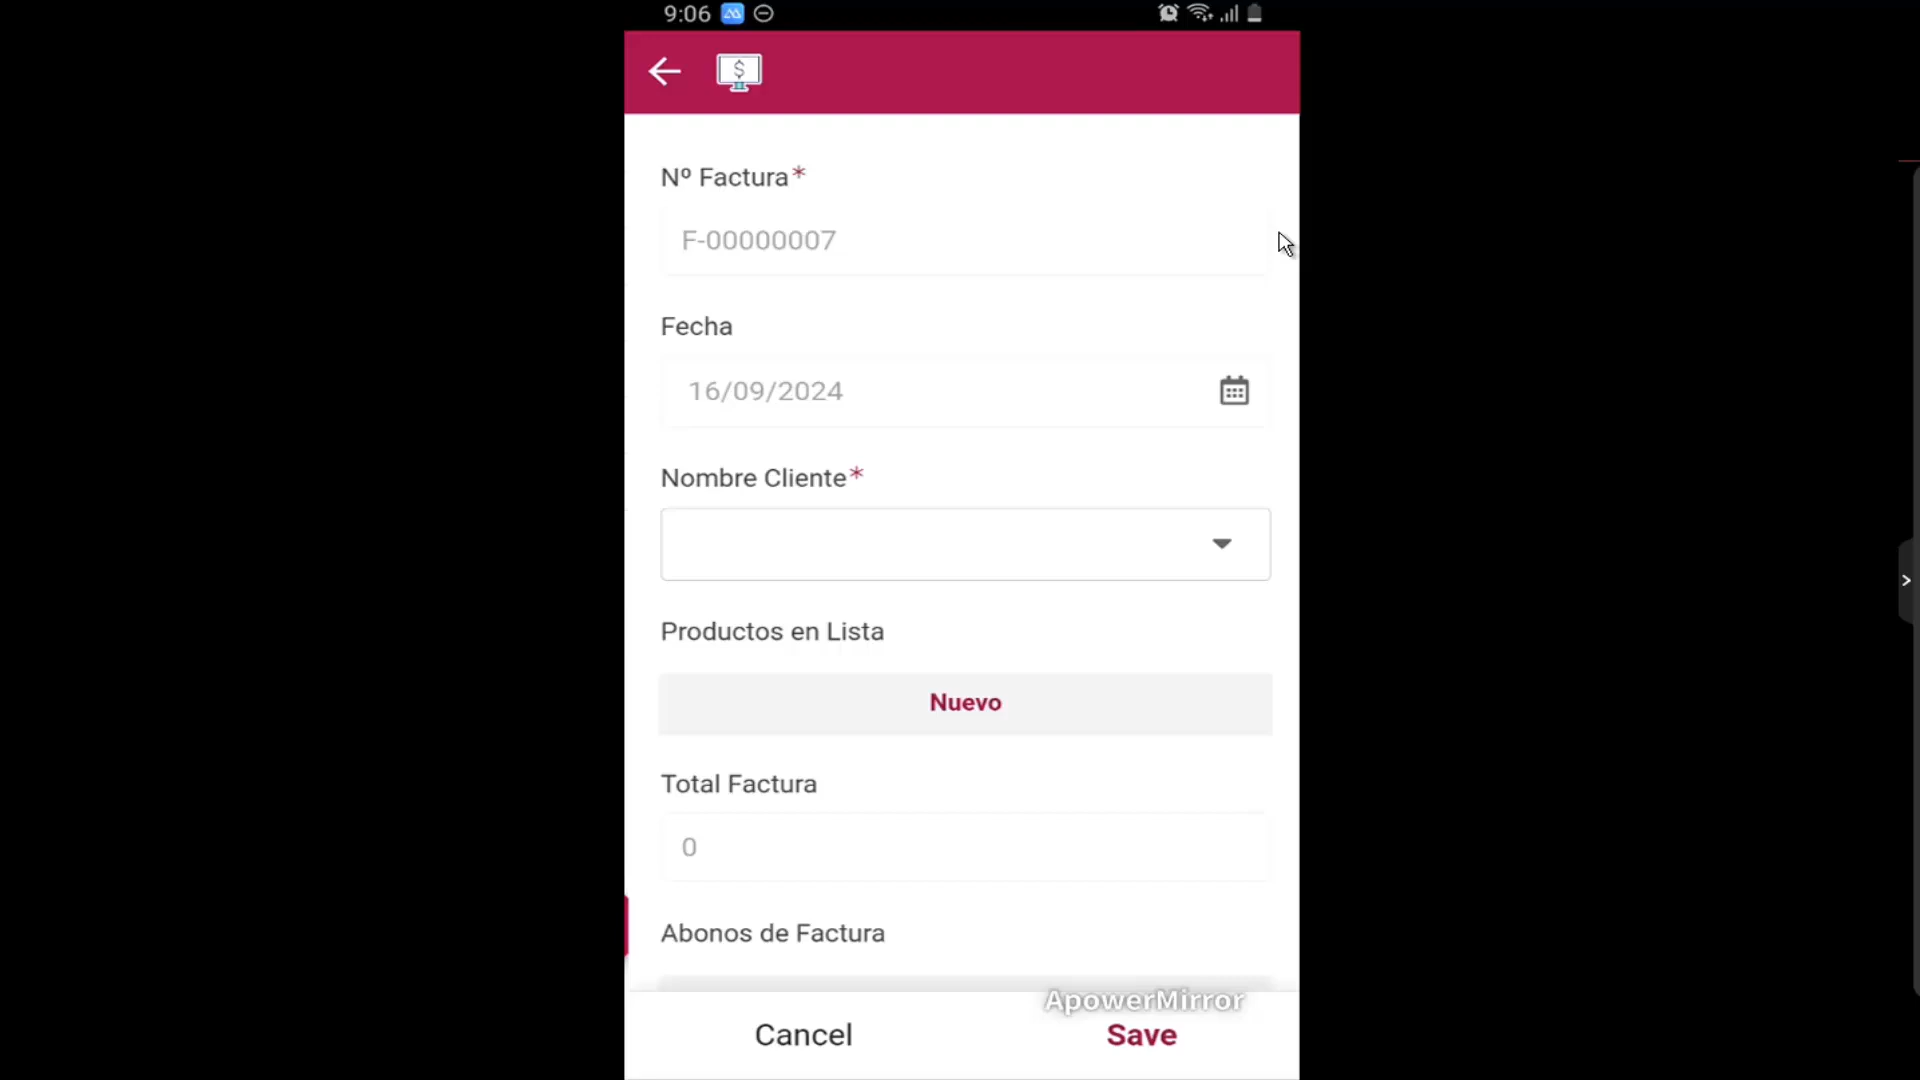 9:06
$
Nº Factura*
F-00000007
Fecha
16/09/2024
Nombre Cliente*
Productos en Lista
Nuevo
Total Factura
0
Abonos de Factura
ApowerMirror
Cancel
Save